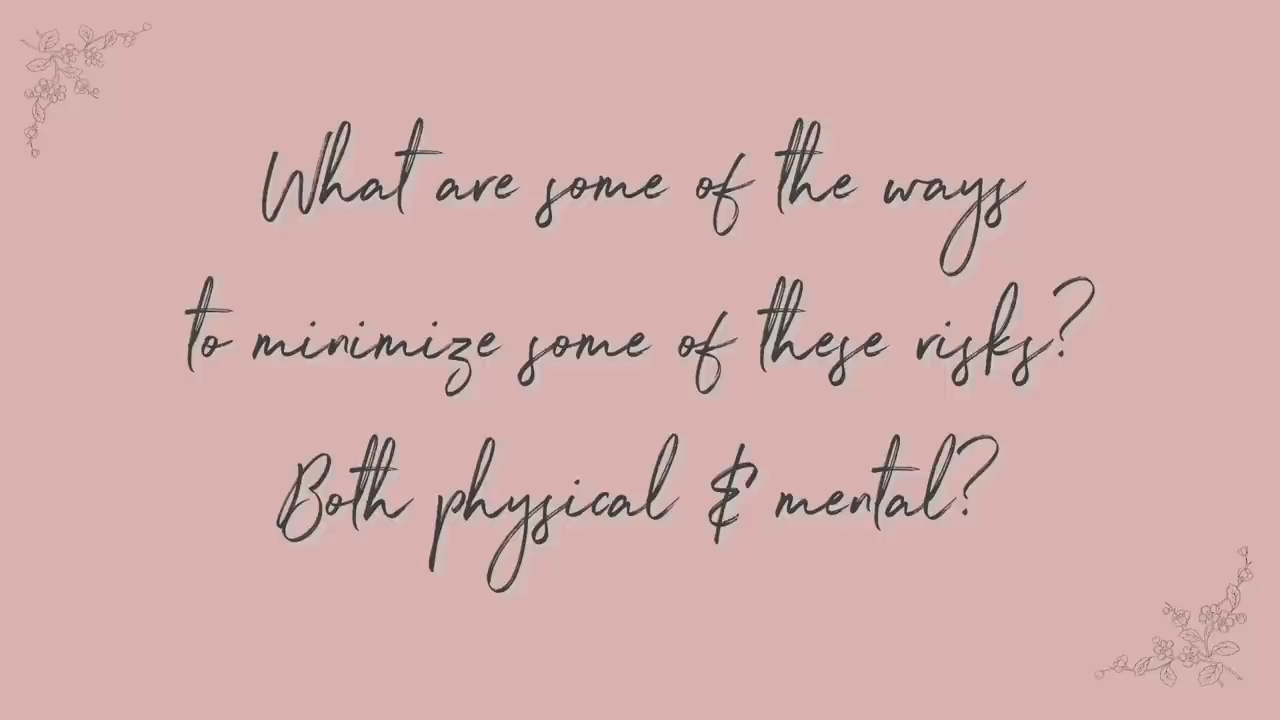 What are some of the ways
to minimize some of these risks?
Both physical & mental?